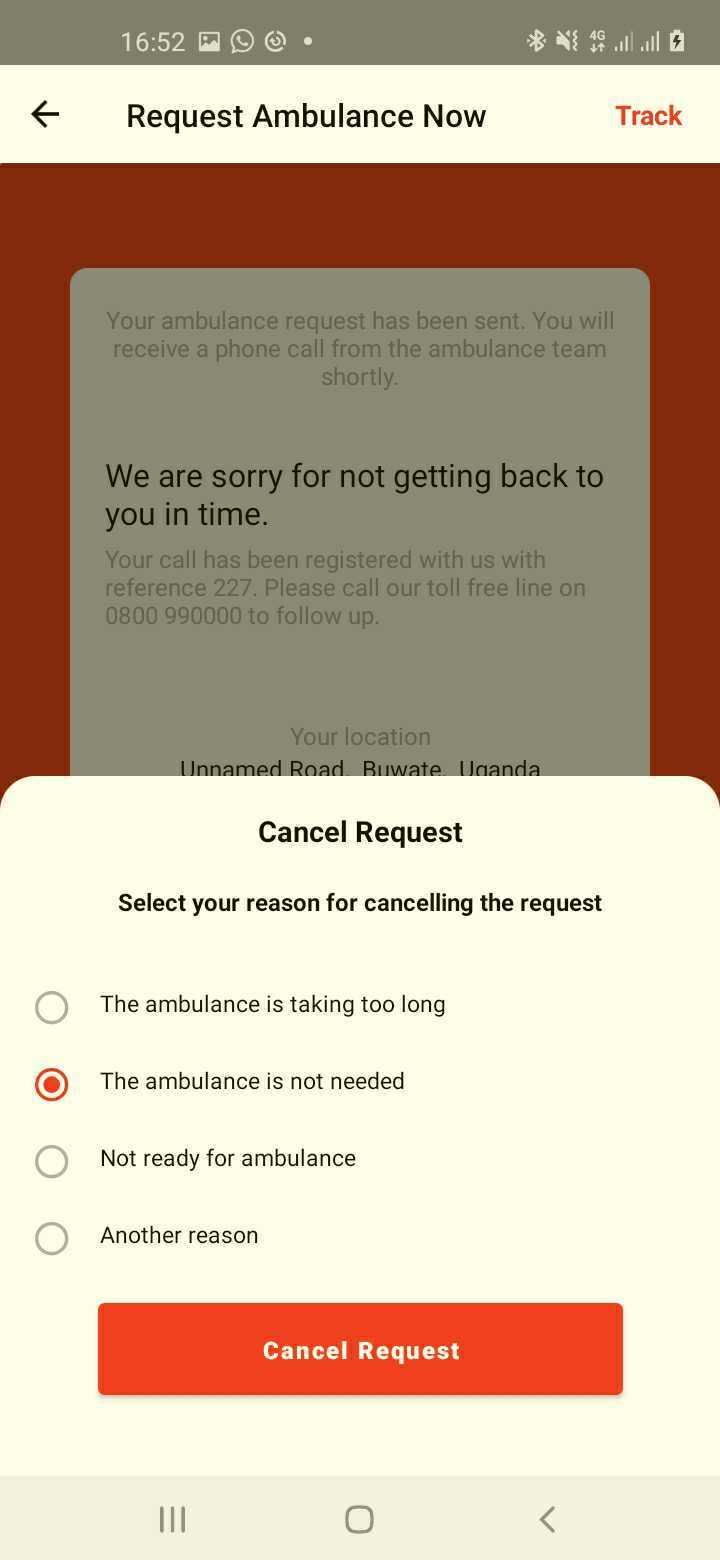 16:52
4G
Request Ambulance Now
Track
Your ambulance request has been sent. You will
receive a phone call from the ambulance team
shortly.
We are sorry for not getting back to
you in time.
Your call has been registered with us with
reference 227. Please call our toll free line on
0800 990000 to follow up.
Your location
Unnamed Road, Buwate, Uganda
Cancel Request
Select your reason for cancelling the request
The ambulance is taking too long
The ambulance is not needed
Not ready for ambulance
Another reason
Cancel Request